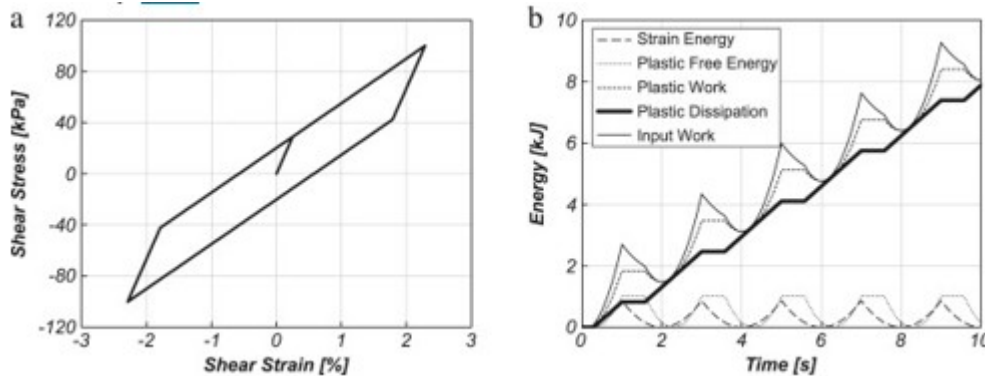 a
Shear Stress [kPa]
120
80
40
0
-40
-80
-120
-3
-2
-1
0
1
2
3
Shear Strain [%]
b
Energy [kJ]
10
8
6
4
2
0
Strain Energy
Plastic Free Energy
Plastic Work
Plastic Dissipation
Input Work
0
2
4
6
8
10
Time [s]